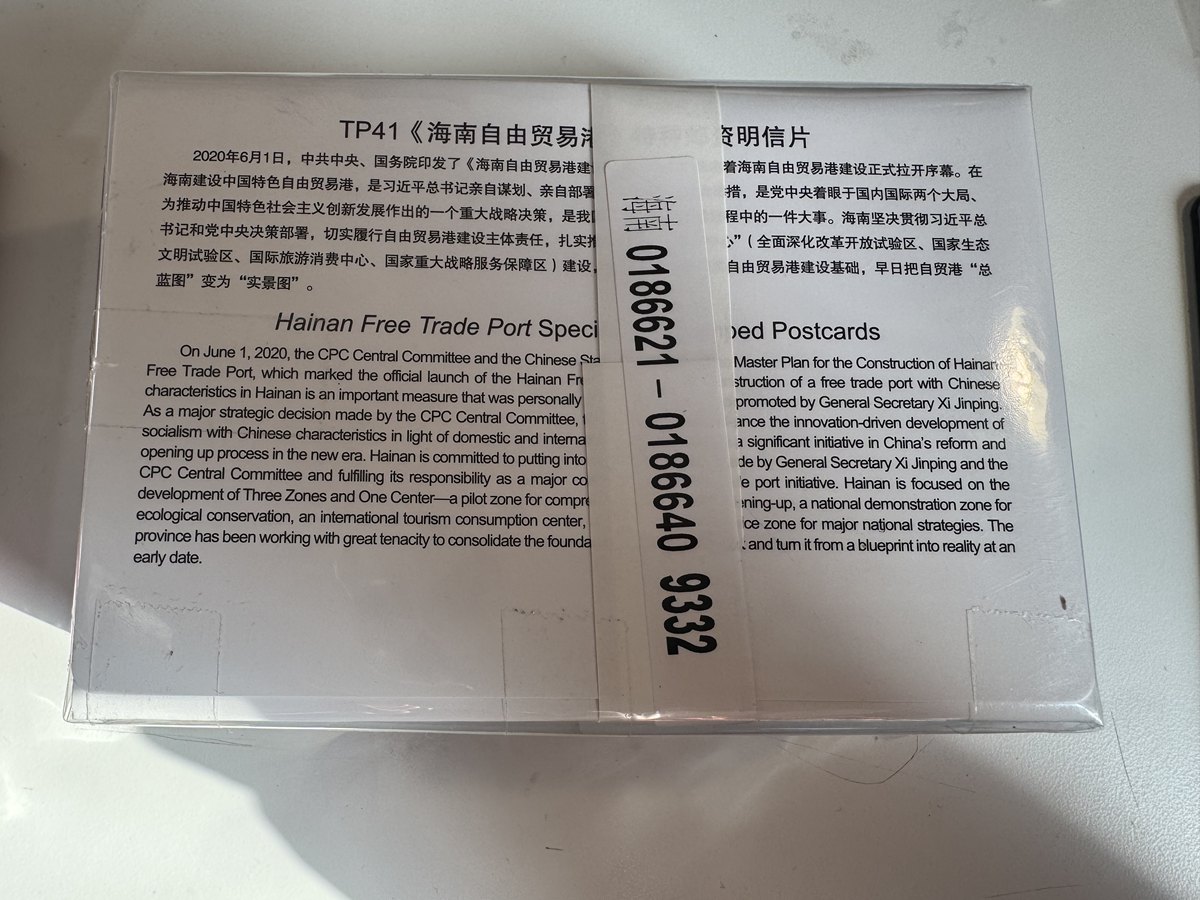 TP41《海南自由贸易港 资明信片
2020年6月1日，中共中央、国务院印发了《海南自由贸易港建 着海南自由贸易港建设正式拉开序幕。在
海南建设中国特色自由贸易港，是习近平总书记亲自谋划、亲自部署 措，是党中央着眼于国内国际两个大局、
为推动中国特色社会主义创新发展作出的一个重大战略决策，是我 程中的一件大事。海南坚决贯彻习近平总
书记和党中央决策部署，切实履行自由贸易港建设主体责任，扎实推 心”（全面深化改革开放试验区、国家生态
文明试验区、国际旅游消费中心、国家重大战略服务保障区）建设， 自由贸易港建设基础，早日把自贸港“总
蓝图”变为“实景图”。
Hainan Free Trade Port Speci ped Postcards
On June 1, 2020, the CPC Central Committee and the Chinese Sta Master Plan for the Construction of Hainan
Free Trade Port, which marked the official launch of the Hainan Fre struction of a free trade port with Chinese
characteristics in Hainan is an important measure that was personally promoted by General Secretary Xi Jinping.
As a major strategic decision made by the CPC Central Committee, ance the innovation-driven development of
socialism with Chinese characteristics in light of domestic and interna a significant initiative in China's reform and
opening up process in the new era. Hainan is committed to putting into de by General Secretary Xi Jinping and the
CPC Central Committee and fulfilling its responsibility as a major co e port initiative. Hainan is focused on the
development of Three Zones and One Center—a pilot zone for compre ening-up, a national demonstration zone for
ecological conservation, an international tourism consumption center, ce zone for major national strategies. The
province has been working with great tenacity to consolidate the founda and turn it from a blueprint into reality at an
early date.
海南 0186621 – 0186640 9332